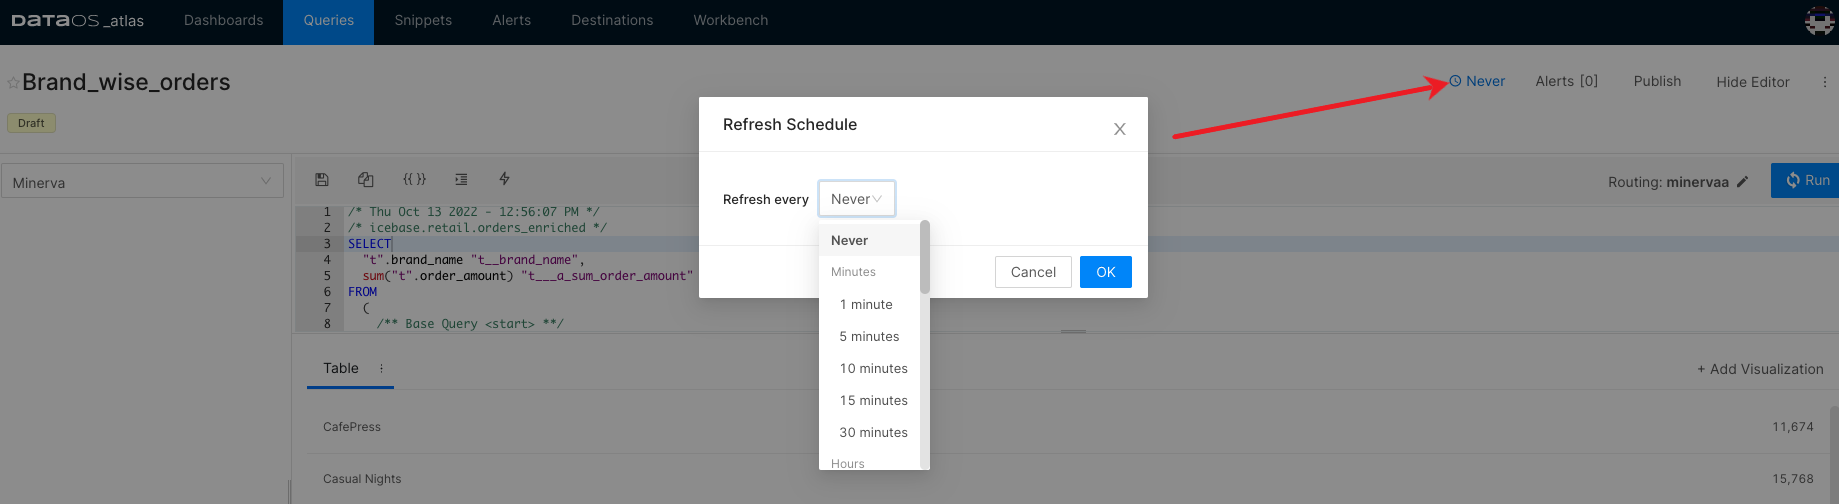 DATAOS _atlas Dashboards Queries Snippets Alerts Destinations Workbench
Brand_wise_orders
Never Alerts [0] Publish Hide Editor
Draft
Refresh Schedule
Minerva
Routing: minervaa Run
Refresh every Never
Never
Minutes
1 minute
5 minutes
10 minutes
15 minutes
30 minutes
Hours
Cancel OK
1 /* Thu Oct 13 2022 - 12:56:07 PM */
2 /* icebase.retail.orders_enriched */
3 SELECT
4 "t".brand_name "t__brand_name",
5 sum("t".order_amount) "t___a_sum_order_amount"
6 FROM
7 (
8 /** Base Query <start> **/
Table + Add Visualization
CafePress 11,674
Casual Nights 15,768